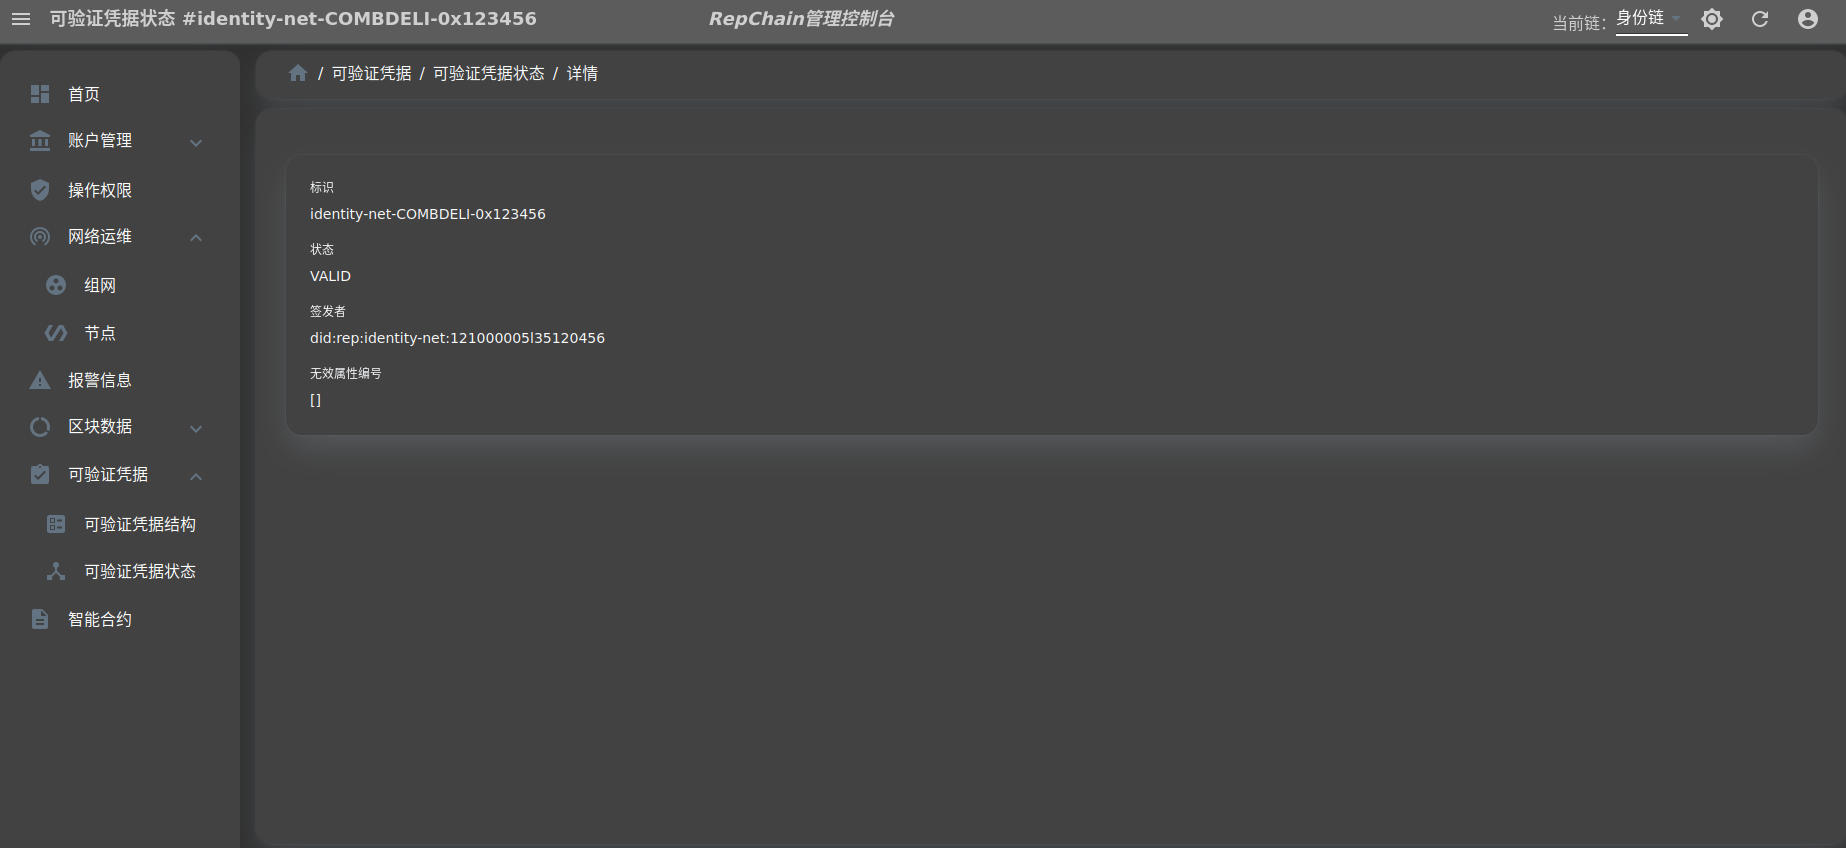 可验证凭据状态 #identity-net-COMBDELI-0x123456
RepChain管理控制台
当前链: 身份链
首页
账户管理
操作权限
网络运维
组网
节点
报警信息
区块数据
可验证凭据
可验证凭据结构
可验证凭据状态
智能合约
/ 可验证凭据 / 可验证凭据状态 / 详情
标识
identity-net-COMBDELI-0x123456
状态
VALID
签发者
did:rep:identity-net:121000005l35120456
无效属性编号
[]